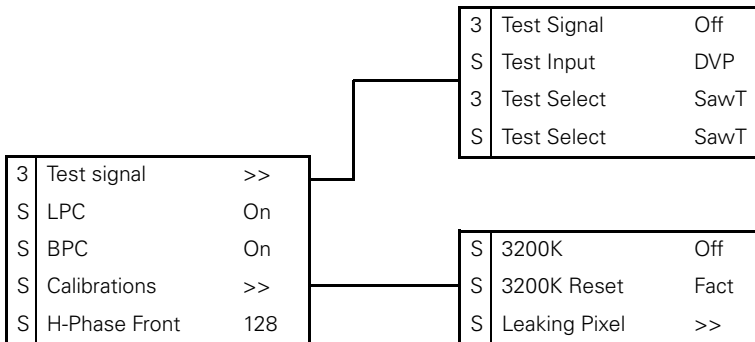 3 Test Signal Off
S Test Input DVP
3 Test Select SawT
S Test Select SawT
3 Test signal >>
S LPC On
S BPC On
S Calibrations >>
S H-Phase Front 128
S 3200K Off
S 3200K Reset Fact
S Leaking Pixel >>